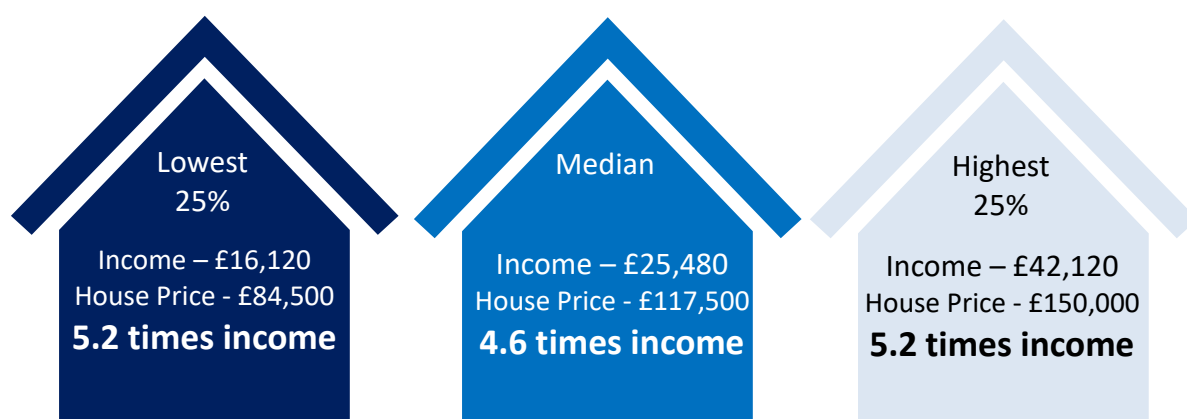 Lowest
25%
Income – £16,120
House Price - £84,500
5.2 times income
Median
Income – £25,480
House Price - £117,500
4.6 times income
Highest
25%
Income – £42,120
House Price - £150,000
5.2 times income